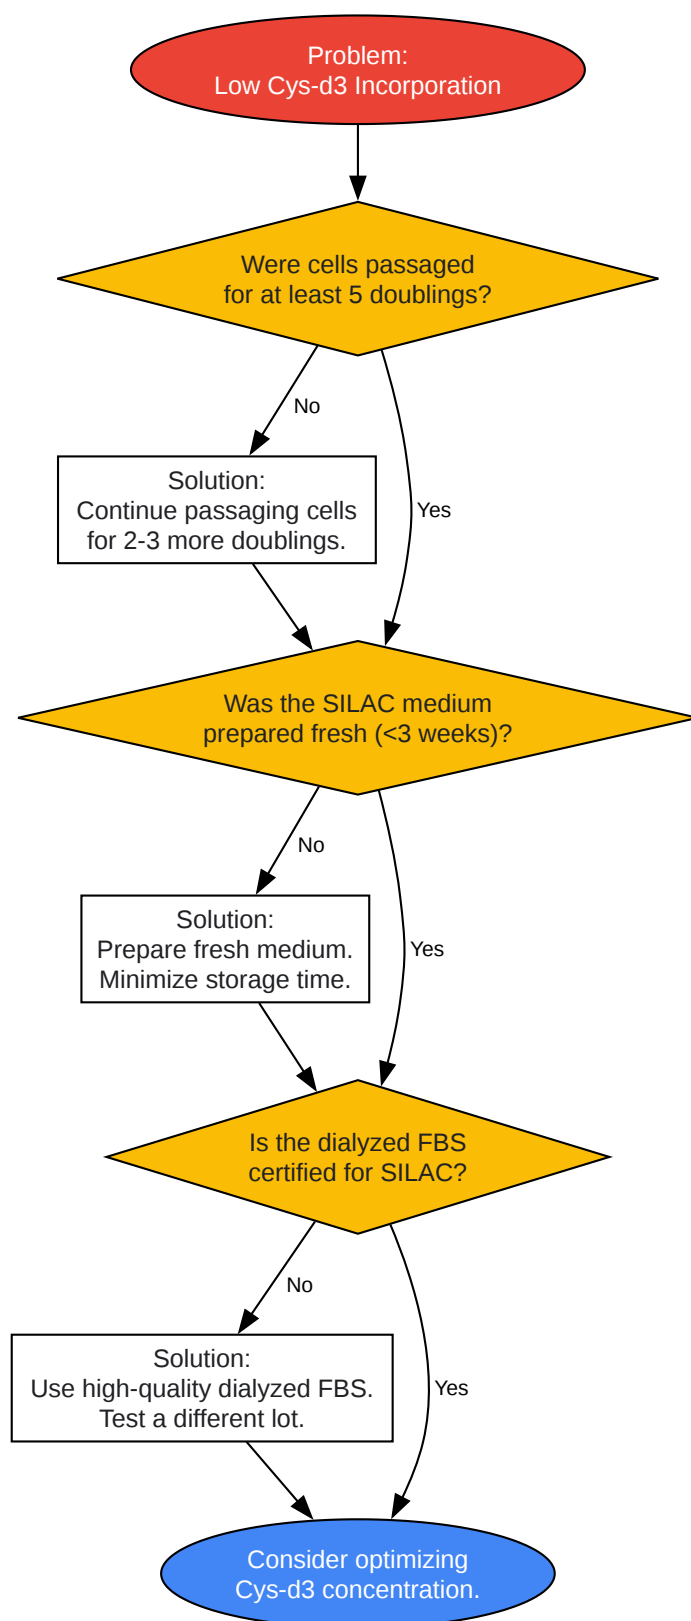 Problem:
Low Cys-d3 Incorporation
Were cells passaged
for at least 5 doublings?
No
Yes
Solution:
Continue passaging cells
for 2-3 more doublings.
Was the SILAC medium
prepared fresh (<3 weeks)?
No
Yes
Solution:
Prepare fresh medium.
Minimize storage time.
Is the dialyzed FBS
certified for SILAC?
No
Yes
Solution:
Use high-quality dialyzed FBS.
Test a different lot.
Consider optimizing
Cys-d3 concentration.